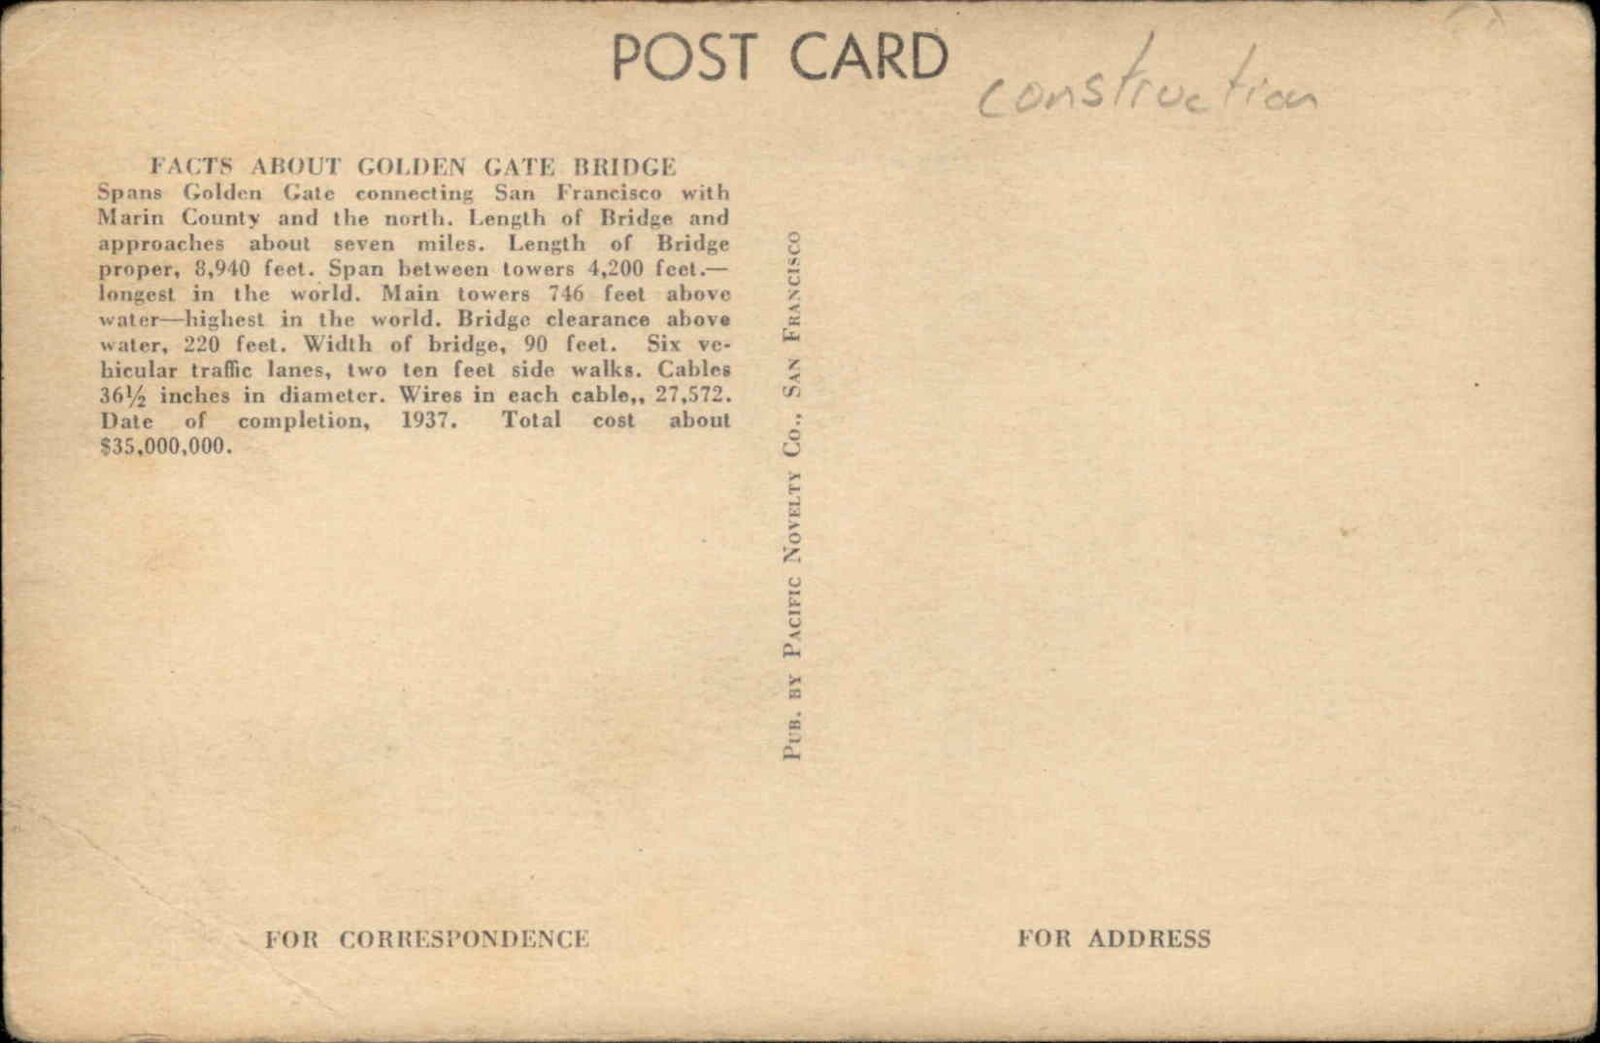 POST CARD
construction
FACTS ABOUT GOLDEN GATE BRIDGE
Spans Golden Gate connecting San Francisco with
Marin County and the north. Length of Bridge and
approaches about seven miles. Length of Bridge
proper, 8,940 feet. Span between towers 4,200 feet.—
longest in the world. Main towers 746 feet above
water—highest in the world. Bridge clearance above
water, 220 feet. Width of bridge, 90 feet. Six ve-
hicular traffic lanes, two ten feet side walks. Cables
36½ inches in diameter. Wires in each cable,, 27,572.
Date of completion, 1937. Total cost about
$35,000,000.
PUB. BY PACIFIC NOVELTY CO., SAN FRANCISCO
FOR CORRESPONDENCE
FOR ADDRESS